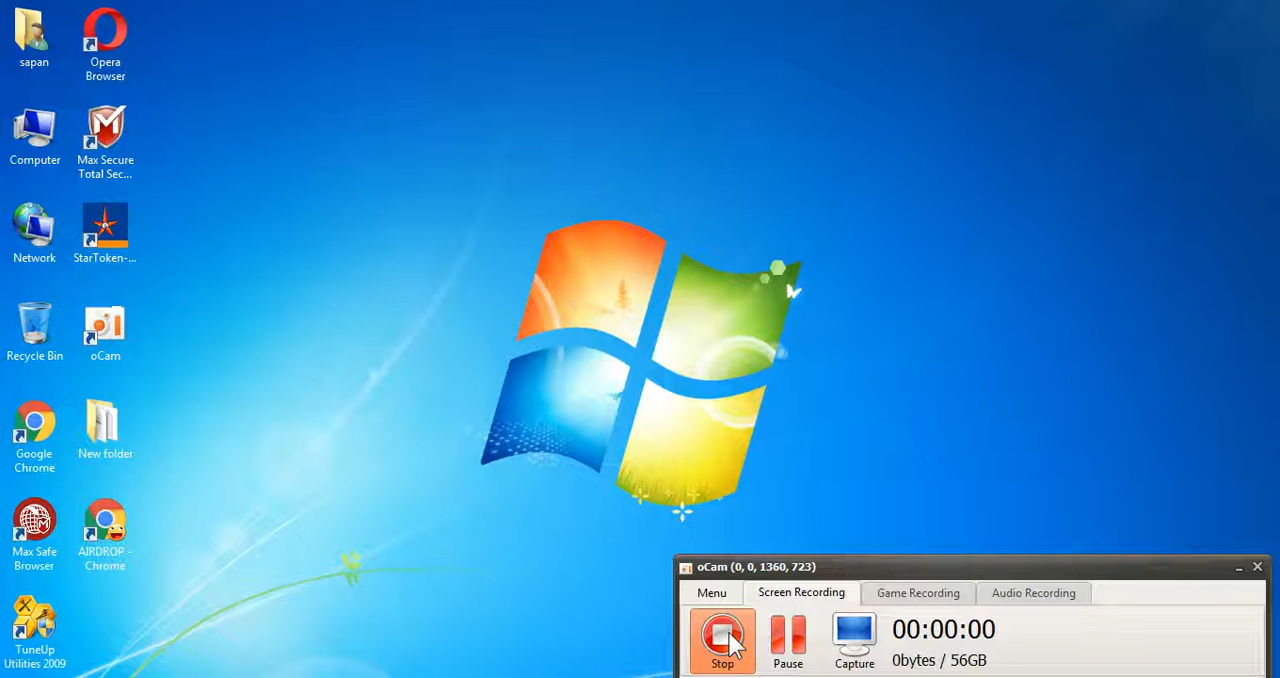 sapan
Opera
Browser
Computer
Max Secure
Total Sec...
Network
StarToken-...
Recycle Bin
oCam
Google
Chrome
New folder
Max Safe
Browser
AIRDROP -
Chrome
TuneUp
Utilities 2009
oCam (0, 0, 1360, 723)
Menu
Screen Recording
Game Recording
Audio Recording
Stop
Pause
Capture
00:00:00
0bytes / 56GB